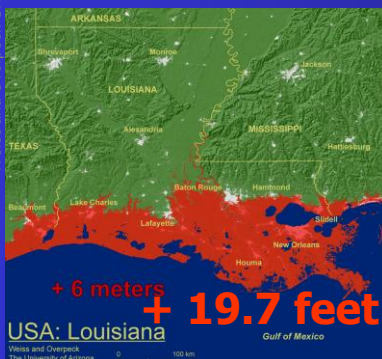 ARKANSAS
Shreveport
Monroe
Jackson
LOUISIANA
MISSISSIPPI
Alexandria
TEXAS
Hattiesburg
Baton Rouge
Hammond
Lake Charles
Beaumont
Lafayette
Slidell
New Orleans
Houma
+ 6 meters
+ 19.7 feet
USA: Louisiana
Gulf of Mexico
Weiss and Overpeck
The University of Arizona
0 100 km